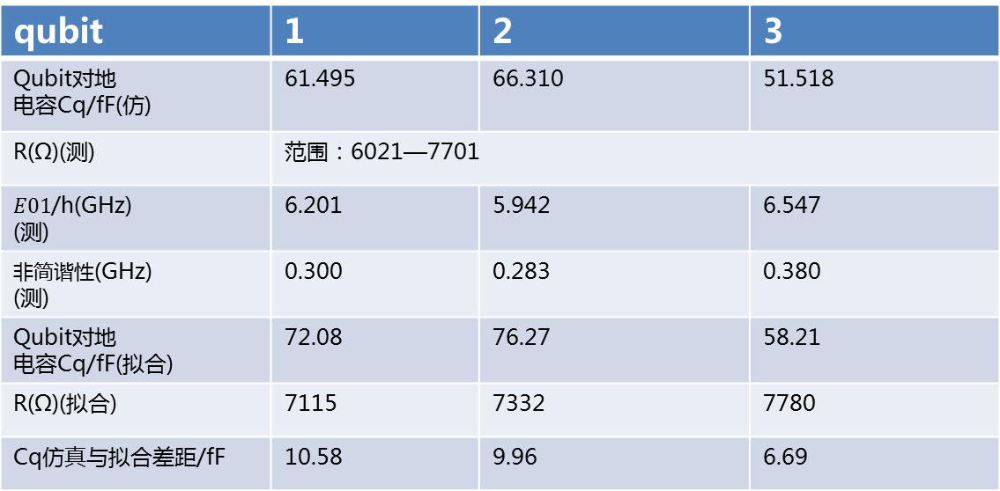 qubit 1 2 3
Qubit对地 61.495 66.310 51.518
电容Cq/fF(仿)
R(Ω)(测) 范围：6021—7701
𝐸01/h(GHz) 6.201 5.942 6.547
(测)
非简谐性(GHz) 0.300 0.283 0.380
(测)
Qubit对地 72.08 76.27 58.21
电容Cq/fF(拟合)
R(Ω)(拟合) 7115 7332 7780
Cq仿真与拟合差距/fF 10.58 9.96 6.69